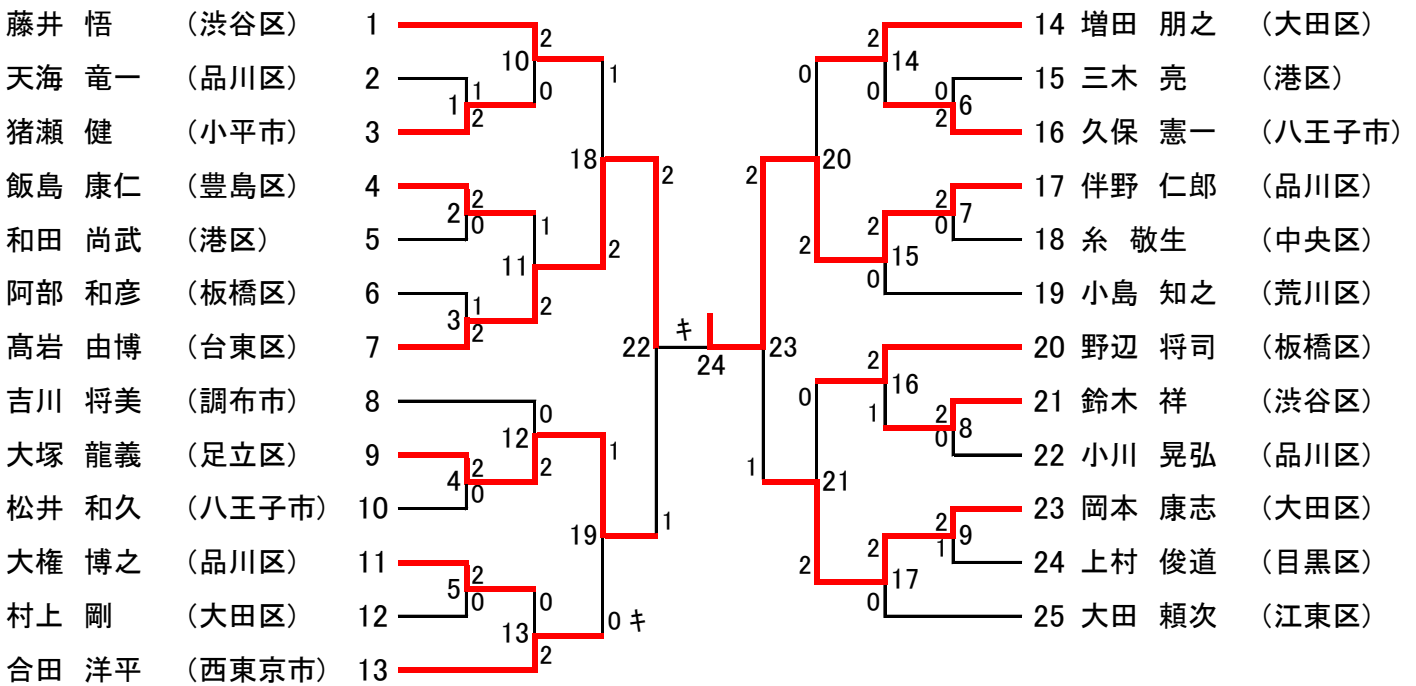 藤井 悟 （渋谷区） 1
天海 竜一 （品川区） 2
猪瀬 健 （小平市） 3
飯島 康仁 （豊島区） 4
和田 尚武 （港区） 5
阿部 和彦 （板橋区） 6
髙岩 由博 （台東区） 7
吉川 将美 （調布市） 8
大塚 龍義 （足立区） 9
松井 和久 （八王子市） 10
大権 博之 （品川区） 11
村上 剛 （大田区） 12
合田 洋平 （西東京市） 13
1
1
2
2
2
0
3
1
2
4
2
0
5
2
0
10
2
0
11
1
2
12
0
2
13
0
2
18
1
2
19
1
0 キ
22
2
1
キ
24
23
2
1
20
0
2
21
0
2
14
2
0
15
2
0
16
2
1
17
2
0
6
0
2
7
2
0
8
2
0
9
2
1
14 増田 朋之 （大田区）
15 三木 亮 （港区）
16 久保 憲一 （八王子市）
17 伴野 仁郎 （品川区）
18 糸 敬生 （中央区）
19 小島 知之 （荒川区）
20 野辺 将司 （板橋区）
21 鈴木 祥 （渋谷区）
22 小川 晃弘 （品川区）
23 岡本 康志 （大田区）
24 上村 俊道 （目黒区）
25 大田 頼次 （江東区）